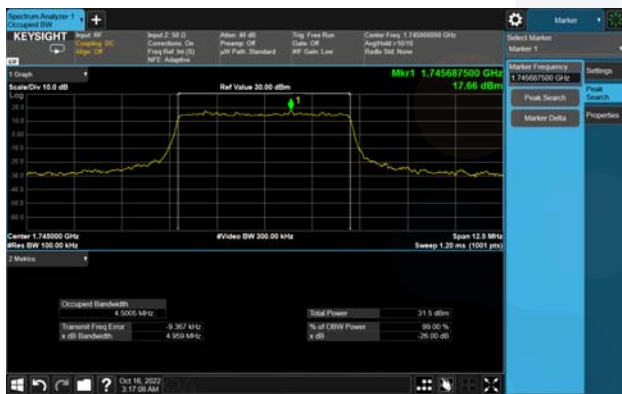 Spectrum Analyzer 1
Occupied BW
+
KEYSIGHT
Input: RF
Coupling: DC
Align: Off
Input Z: 50 Ω
Corrections: On
Freq Ref: Int (S)
NFE: Adaptive
Atten: 40 dB
Preamp: Off
µW Path: Standard
Trig: Free Run
Gate: Off
#IF Gain: Low
Center Freq: 1.745000000 GHz
Avg|Hold:>10/10
Radio Std: None
1 Graph
Scale/Div 10.0 dB
Ref Value 30.00 dBm
Mkr1 1.745687500 GHz
17.66 dBm
Log
20.0
10.0
1
Center 1.745000 GHz
#Res BW 100.00 kHz
#Video BW 300.00 kHz
Span 12.5 MHz
Sweep 1.20 ms (1001 pts)
2 Metrics
Occupied Bandwidth
4.5005 MHz
Total Power 31.5 dBm
Transmit Freq Error -9.367 kHz
% of OBW Power 99.00 %
x dB Bandwidth 4.959 MHz
x dB -26.00 dB
Oct 16, 2022
3:17:08 AM
Marker
Select Marker
Marker 1
Marker Frequency
1.745687500 GHz
Peak Search
Marker Delta
Settings
Peak
Search
Properties